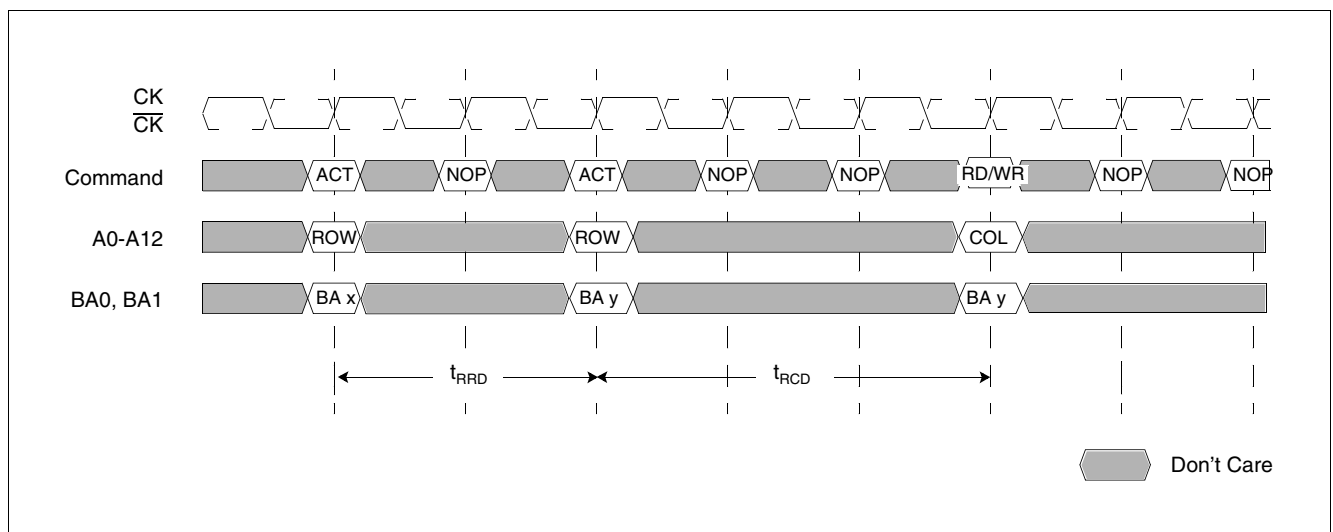 CK
CK
Command ACT NOP ACT NOP NOP RD/WR NOP NOP
A0-A12 ROW ROW COL
BA0, BA1 BA x BA y BA y
tRRD tRCD
Don't Care